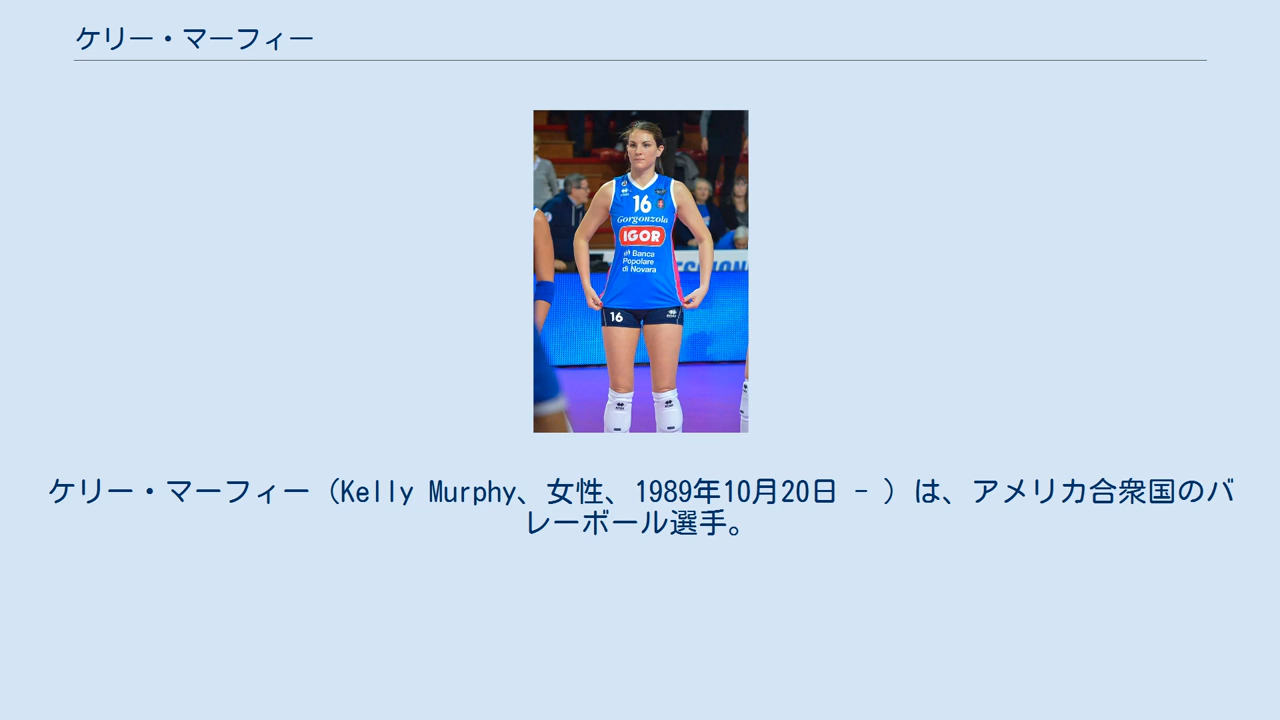 ケリー・マーフィー
16
Gorgonzola
IGOR
Banca
Popolare
di Novara
16
ケリー・マーフィー（Kelly Murphy、女性、1989年10月20日 - ）は、アメリカ合衆国のバ
レーボール選手。